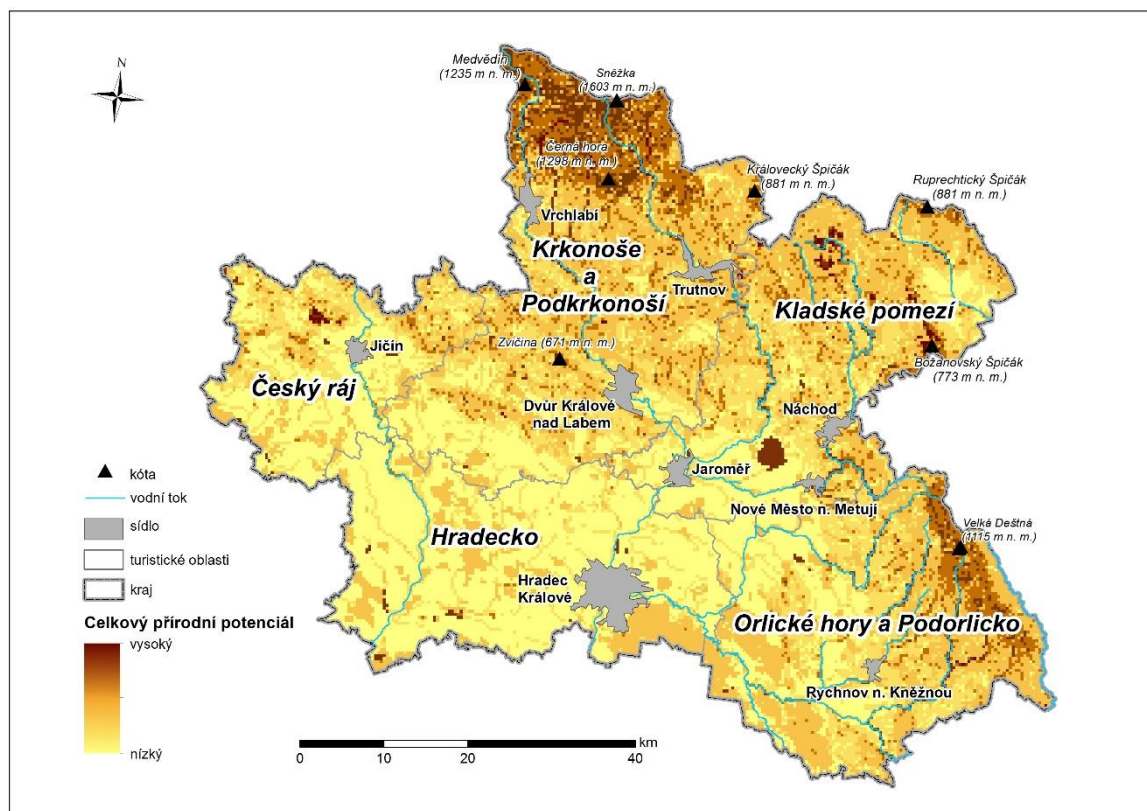 N
Medvědín
(1235 m n. m.)
Sněžka
(1603 m n. m.)
Černá hora
(1298 m n. m.)
Královecký Špičák
(881 m n. m.)
Ruprechtický Špičák
(881 m n. m.)
Vrchlabí
Krkonoše
a
Podkrkonoší
Trutnov
Kladské pomezí
Zvičina (671 m n. m.)
Božanovský Špičák
(773 m n. m.)
Jičín
Český ráj
Dvůr Králové
nad Labem
Náchod
Jaroměř
Nové Město n. Metují
Velká Deštná
(1115 m n. m.)
Hradecko
Hradec
Králové
Orlické hory a Podorlicko
Rychnov n. Kněžnou
kóta
vodní tok
sídlo
turistické oblasti
kraj
Celkový přírodní potenciál
vysoký
nízký
km
0 10 20 40